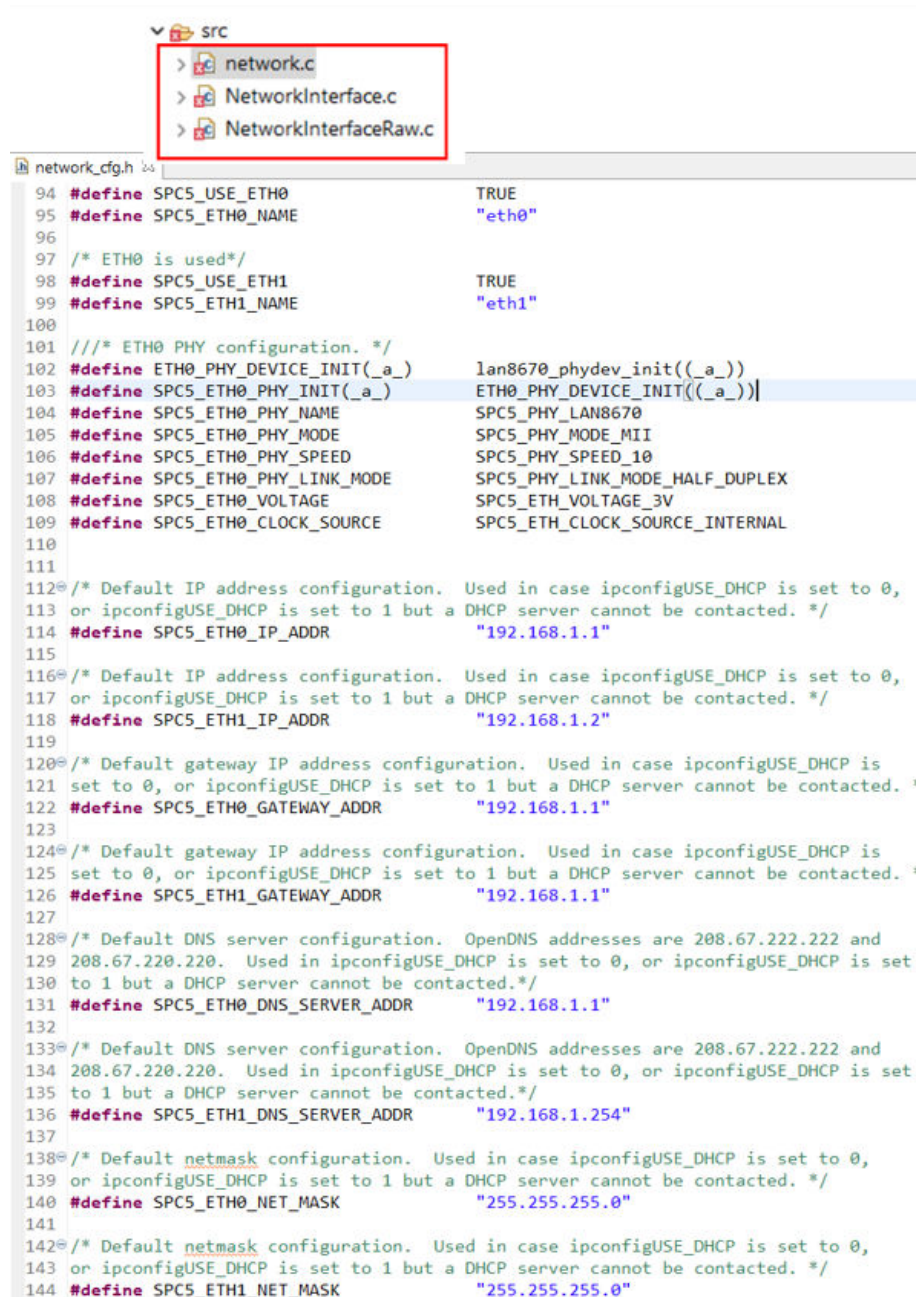 src
network.c
NetworkInterface.c
NetworkInterfaceRaw.c
network_cfg.h
94 #define SPC5_USE_ETH0 TRUE
95 #define SPC5_ETH0_NAME "eth0"
96
97 /* ETH0 is used*/
98 #define SPC5_USE_ETH1 TRUE
99 #define SPC5_ETH1_NAME "eth1"
100
101 ///* ETH0 PHY configuration. */
102 #define ETH0_PHY_DEVICE_INIT(_a_) lan8670_phydev_init((_a_))
103 #define SPC5_ETH0_PHY_INIT(_a_) ETH0_PHY_DEVICE_INIT((_a_))
104 #define SPC5_ETH0_PHY_NAME SPC5_PHY_LAN8670
105 #define SPC5_ETH0_PHY_MODE SPC5_PHY_MODE_MII
106 #define SPC5_ETH0_PHY_SPEED SPC5_PHY_SPEED_10
107 #define SPC5_ETH0_PHY_LINK_MODE SPC5_PHY_LINK_MODE_HALF_DUPLEX
108 #define SPC5_ETH0_VOLTAGE SPC5_ETH_VOLTAGE_3V
109 #define SPC5_ETH0_CLOCK_SOURCE SPC5_ETH_CLOCK_SOURCE_INTERNAL
110
111
112 /* Default IP address configuration. Used in case ipconfigUSE_DHCP is set to 0,
113 or ipconfigUSE_DHCP is set to 1 but a DHCP server cannot be contacted. */
114 #define SPC5_ETH0_IP_ADDR "192.168.1.1"
115
116 /* Default IP address configuration. Used in case ipconfigUSE_DHCP is set to 0,
117 or ipconfigUSE_DHCP is set to 1 but a DHCP server cannot be contacted. */
118 #define SPC5_ETH1_IP_ADDR "192.168.1.2"
119
120 /* Default gateway IP address configuration. Used in case ipconfigUSE_DHCP is
121 set to 0, or ipconfigUSE_DHCP is set to 1 but a DHCP server cannot be contacted. *
122 #define SPC5_ETH0_GATEWAY_ADDR "192.168.1.1"
123
124 /* Default gateway IP address configuration. Used in case ipconfigUSE_DHCP is
125 set to 0, or ipconfigUSE_DHCP is set to 1 but a DHCP server cannot be contacted. *
126 #define SPC5_ETH1_GATEWAY_ADDR "192.168.1.1"
127
128 /* Default DNS server configuration. OpenDNS addresses are 208.67.222.222 and
129 208.67.220.220. Used in ipconfigUSE_DHCP is set to 0, or ipconfigUSE_DHCP is set
130 to 1 but a DHCP server cannot be contacted.*/
131 #define SPC5_ETH0_DNS_SERVER_ADDR "192.168.1.1"
132
133 /* Default DNS server configuration. OpenDNS addresses are 208.67.222.222 and
134 208.67.220.220. Used in ipconfigUSE_DHCP is set to 0, or ipconfigUSE_DHCP is set
135 to 1 but a DHCP server cannot be contacted.*/
136 #define SPC5_ETH1_DNS_SERVER_ADDR "192.168.1.254"
137
138 /* Default netmask configuration. Used in case ipconfigUSE_DHCP is set to 0,
139 or ipconfigUSE_DHCP is set to 1 but a DHCP server cannot be contacted. */
140 #define SPC5_ETH0_NET_MASK "255.255.255.0"
141
142 /* Default netmask configuration. Used in case ipconfigUSE_DHCP is set to 0,
143 or ipconfigUSE_DHCP is set to 1 but a DHCP server cannot be contacted. */
144 #define SPC5_ETH1_NET_MASK "255.255.255.0"